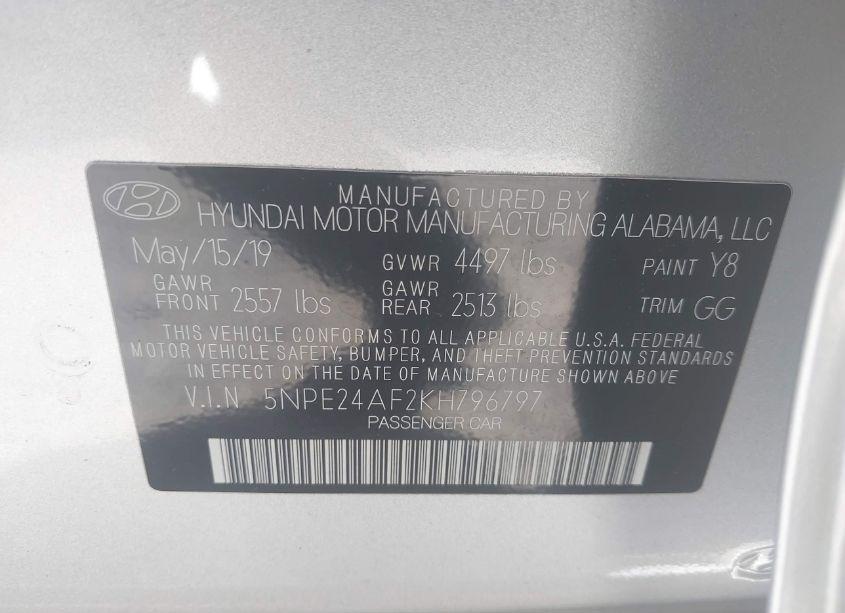 MANUFACTURED BY
HYUNDAI MOTOR MANUFACTURING ALABAMA, LLC
May/15/19 GVWR 4497 lbs PAINT Y8
GAWR FRONT 2557 lbs GAWR REAR 2513 lbs TRIM GG
THIS VEHICLE CONFORMS TO ALL APPLICABLE U.S.A. FEDERAL
MOTOR VEHICLE SAFETY, BUMPER, AND THEFT PREVENTION STANDARDS
IN EFFECT ON THE DATE OF MANUFACTURE SHOWN ABOVE.
V.I.N 5NPE24AF2KH796797
PASSENGER CAR